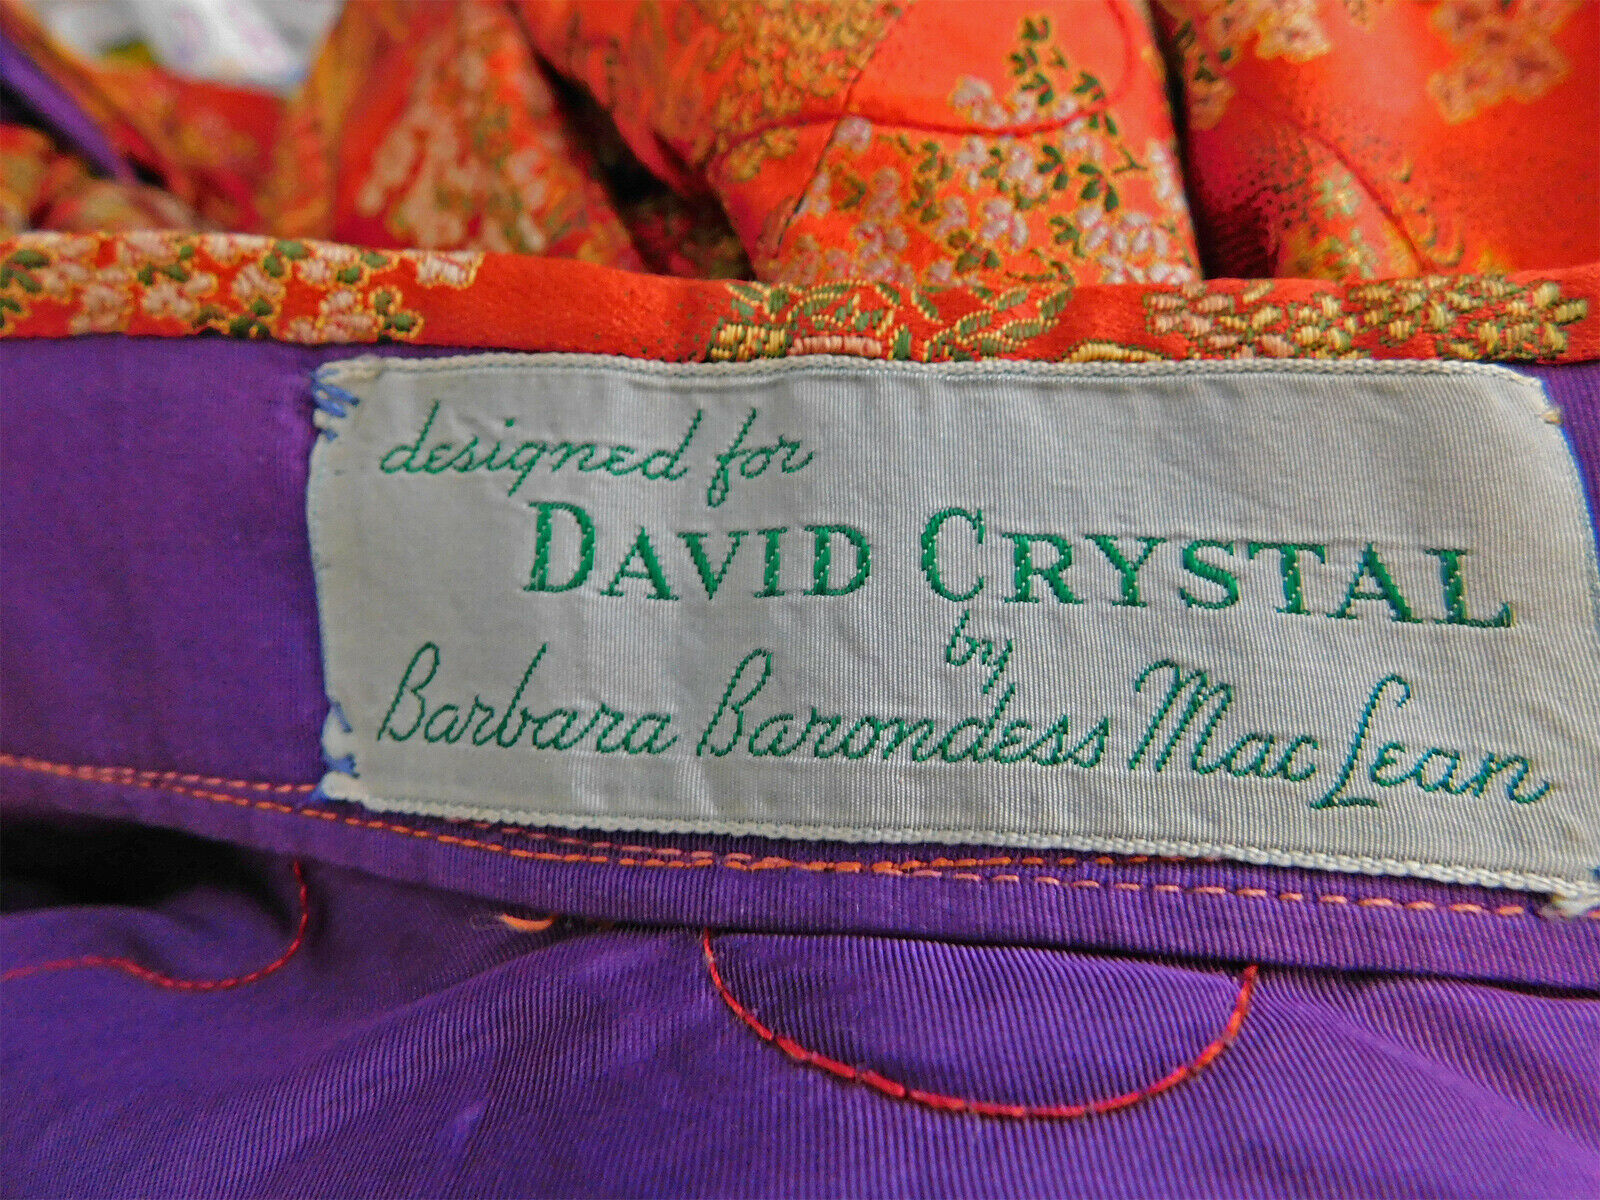 designed for
DAVID CRYSTAL
by
Barbara Barondess MacLean